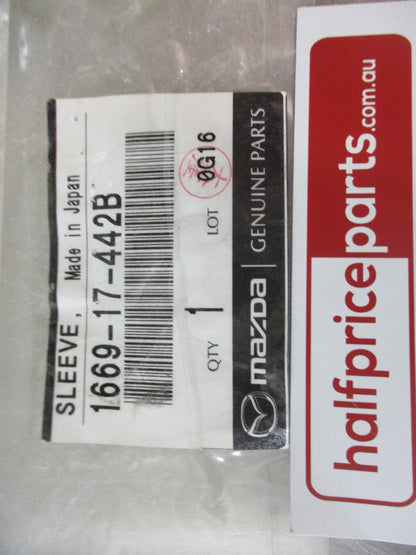 SLEEVE, Made in Japan
1669-17-442B
QTY 1 LOT 0G16
mazda GENUINE PARTS
halfpriceparts.com.au